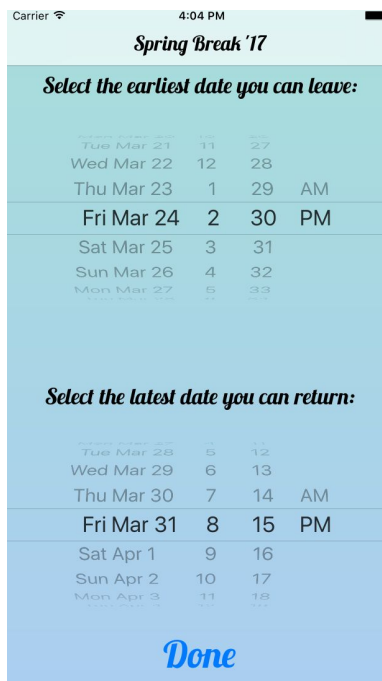 Carrier 4:04 PM
Spring Break '17
Select the earliest date you can leave:
Tue Mar 21 11 27
Wed Mar 22 12 28
Thu Mar 23 1 29 AM
Fri Mar 24 2 30 PM
Sat Mar 25 3 31
Sun Mar 26 4 32
Mon Mar 27 5 33
Select the latest date you can return:
Tue Mar 28 5 12
Wed Mar 29 6 13
Thu Mar 30 7 14 AM
Fri Mar 31 8 15 PM
Sat Apr 1 9 16
Sun Apr 2 10 17
Mon Apr 3 11 18
Done